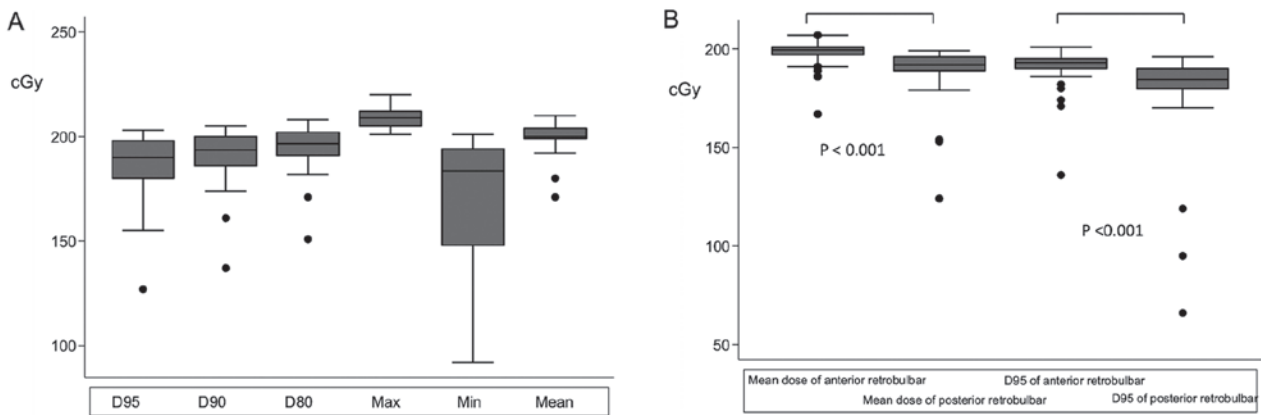 A
250
cGy
200
150
100
D95 D90 D80 Max Min Mean
B
200
cGy
150
100
50
P < 0.001
P <0.001
Mean dose of anterior retrobulbar
Mean dose of posterior retrobulbar
D95 of anterior retrobulbar
D95 of posterior retrobulbar